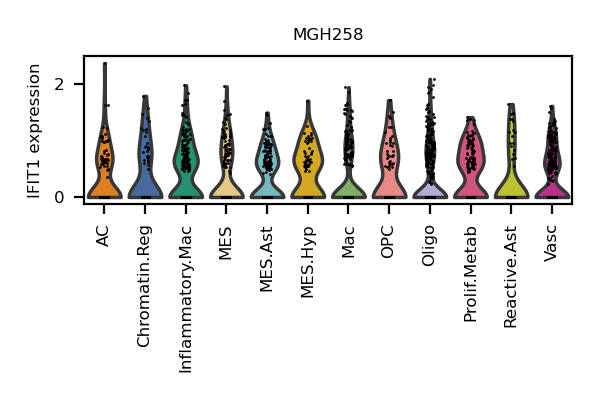 MGH258
IFIT1 expression
2
0
AC
Chromatin.Reg
Inflammatory.Mac
MES
MES.Ast
MES.Hyp
Mac
OPC
Oligo
Prolif.Metab
Reactive.Ast
Vasc